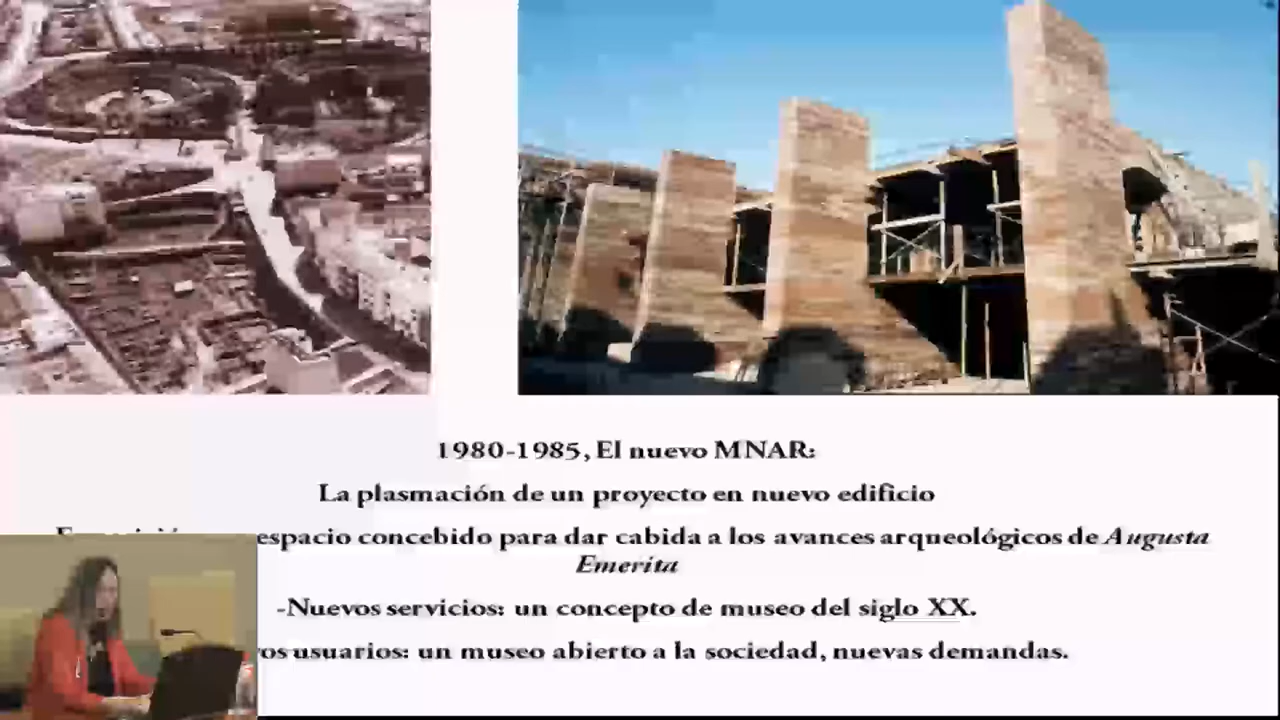 1980-1985, El nuevo MNAR:
La plasmación de un proyecto en nuevo edificio
espacio concebido para dar cabida a los avances arqueológicos de Augusta
Emerita
-Nuevos servicios: un concepto de museo del siglo XX.
usuarios: un museo abierto a la sociedad, nuevas demandas.